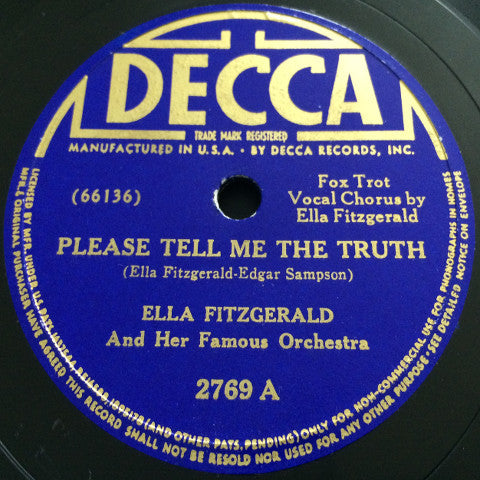 DECCA
TRADE MARK REGISTERED
MANUFACTURED IN U.S.A. • BY DECCA RECORDS, INC.
(66136)
Fox Trot
Vocal Chorus by
Ella Fitzgerald
PLEASE TELL ME THE TRUTH
(Ella Fitzgerald-Edgar Sampson)
ELLA FITZGERALD
And Her Famous Orchestra
2769 A
LICENSED BY MFR. UNDER U.S. PATS. 1625705, RE16588, 1895178 (AND OTHER PATS. PENDING) ONLY FOR NON-COMMERCIAL USE FOR PHONOGRAPHS IN HOMES
MFR. & ORIGINAL PURCHASER HAVE AGREED THIS RECORD SHALL NOT BE RESOLD NOR USED FOR ANY OTHER PURPOSE • SEE DETAILED NOTICE ON ENVELOPE